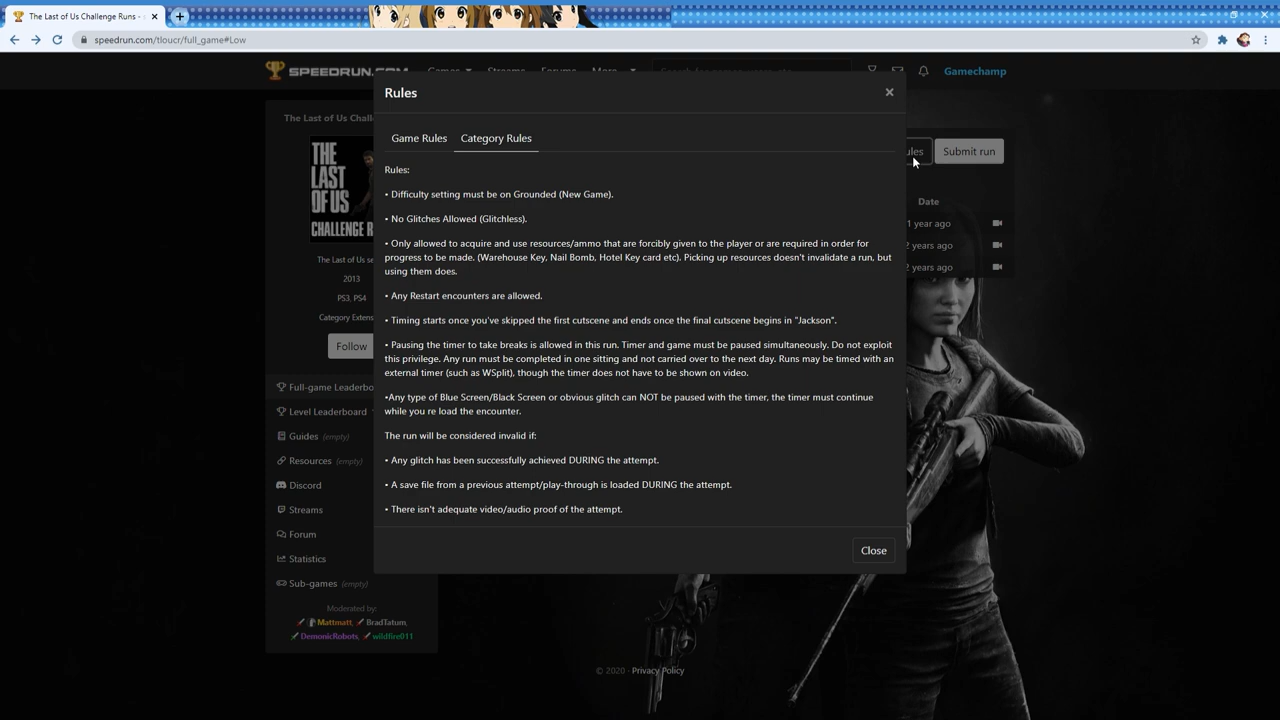 The Last of Us Challenge Runs -
speedrun.com/tloucr/full_game#Low
SPEEDRUN.COM Games Streams Forums More Gamechamp
The Last of Us Chall
THE
LAST
OF US
CHALLENGE R
The Last of Us se
2013
PS3, PS4
Category Extens
Follow
Full-game Leaderbo
Level Leaderboard
Guides (empty)
Resources (empty)
Discord
Streams
Forum
Statistics
Sub-games (empty)
Moderated by:
Mattmatt, BradTatum,
DemonicRobots, wildfire011
Rules
Game Rules Category Rules
Rules:
• Difficulty setting must be on Grounded (New Game).
• No Glitches Allowed (Glitchless).
• Only allowed to acquire and use resources/ammo that are forcibly given to the player or are required in order for
progress to be made. (Warehouse Key, Nail Bomb, Hotel Key card etc). Picking up resources doesn't invalidate a run, but
using them does.
• Any Restart encounters are allowed.
• Timing starts once you've skipped the first cutscene and ends once the final cutscene begins in "Jackson".
• Pausing the timer to take breaks is allowed in this run. Timer and game must be paused simultaneously. Do not exploit
this privilege. Any run must be completed in one sitting and not carried over to the next day. Runs may be timed with an
external timer (such as WSplit), though the timer does not have to be shown on video.
•Any type of Blue Screen/Black Screen or obvious glitch can NOT be paused with the timer, the timer must continue
while you re load the encounter.
The run will be considered invalid if:
• Any glitch has been successfully achieved DURING the attempt.
• A save file from a previous attempt/play-through is loaded DURING the attempt.
• There isn't adequate video/audio proof of the attempt.
Close
ules Submit run
Date
1 year ago
2 years ago
2 years ago
© 2020 · Privacy Policy